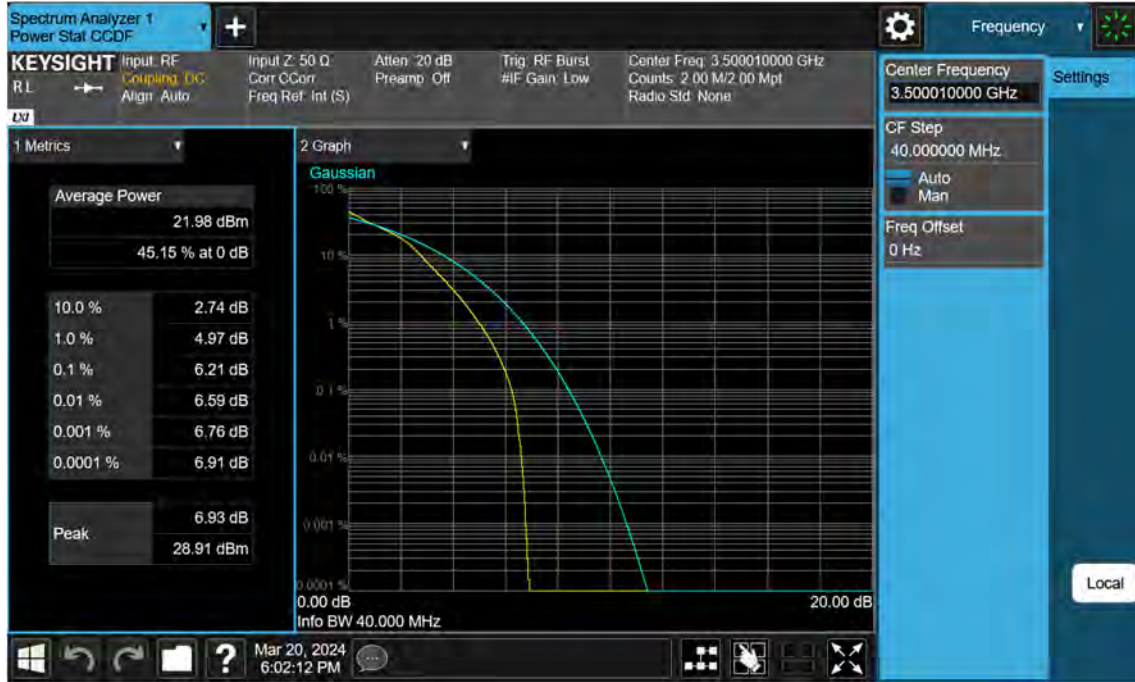 Spectrum Analyzer 1
Power Stat CCDF
+
Frequency
KEYSIGHT
RL
LXI
Input: RF
Coupling: DC
Align: Auto
Input Z: 50 Ω
Corr CCorr
Freq Ref: Int (S)
Atten: 20 dB
Preamp: Off
Trig: RF Burst
#IF Gain: Low
Center Freq: 3.500010000 GHz
Counts: 2.00 M/2.00 Mpt
Radio Std: None
Center Frequency
3.500010000 GHz
Settings
CF Step
40.000000 MHz
Auto
Man
Freq Offset
0 Hz
1 Metrics
Average Power
21.98 dBm
45.15 % at 0 dB
10.0 % 2.74 dB
1.0 % 4.97 dB
0.1 % 6.21 dB
0.01 % 6.59 dB
0.001 % 6.76 dB
0.0001 % 6.91 dB
Peak
6.93 dB
28.91 dBm
2 Graph
Gaussian
100 %
10 %
1 %
0.1 %
0.01 %
0.001 %
0.0001 %
0.00 dB 20.00 dB
Info BW 40.000 MHz
Local
?
Mar 20, 2024
6:02:12 PM